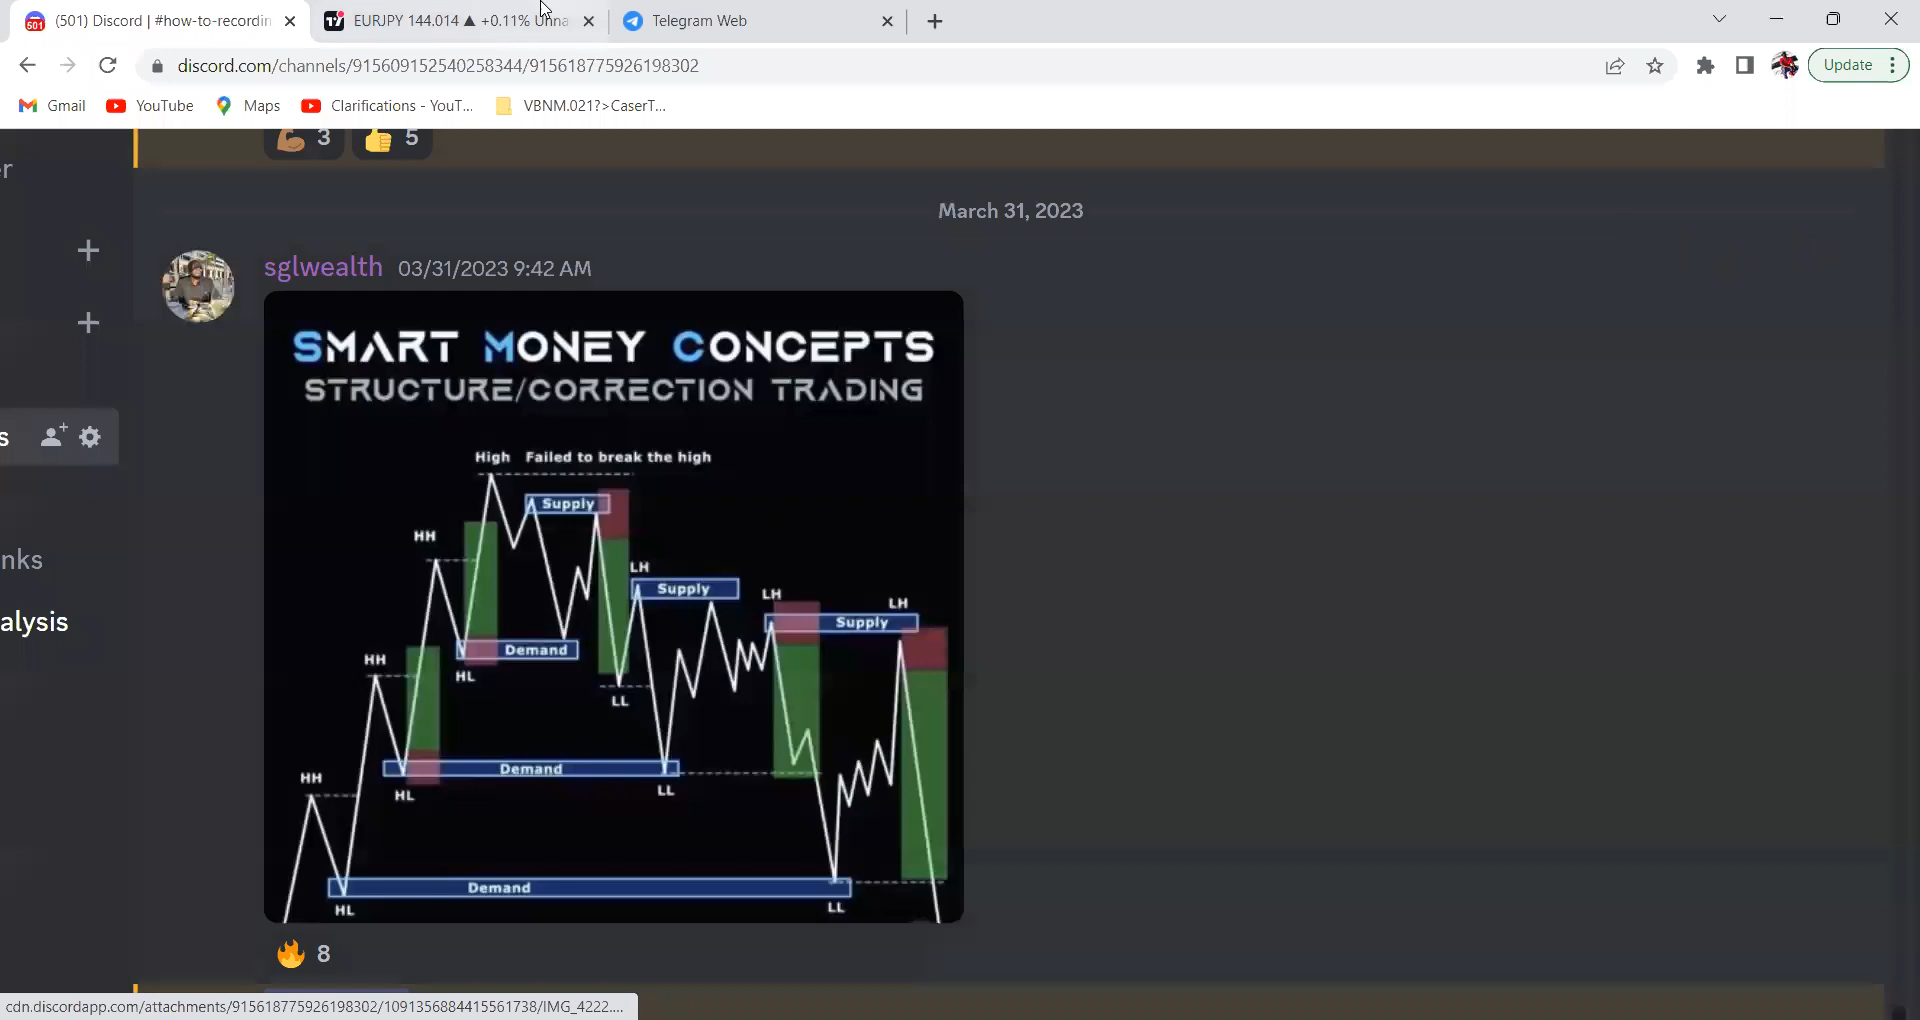 (501) Discord | #how-to-recordin
EURJPY 144.014 ▲ +0.11% Unna
Telegram Web
discord.com/channels/915609152540258344/915618775926198302
Update
Gmail
YouTube
Maps
Clarifications - YouT...
VBNM.021?>CaserT...
3
5
r
March 31, 2023
sglwealth 03/31/2023 9:42 AM
SMART MONEY CONCEPTS
STRUCTURE/CORRECTION TRADING
High Failed to break the high
Supply
HH
LH
Supply
LH
LH
Supply
Demand
HH
HL
LL
Demand
HH
HL
LL
Demand
HL
LL
s
nks
alysis
8
cdn.discordapp.com/attachments/915618775926198302/1091356884415561738/IMG_4222....